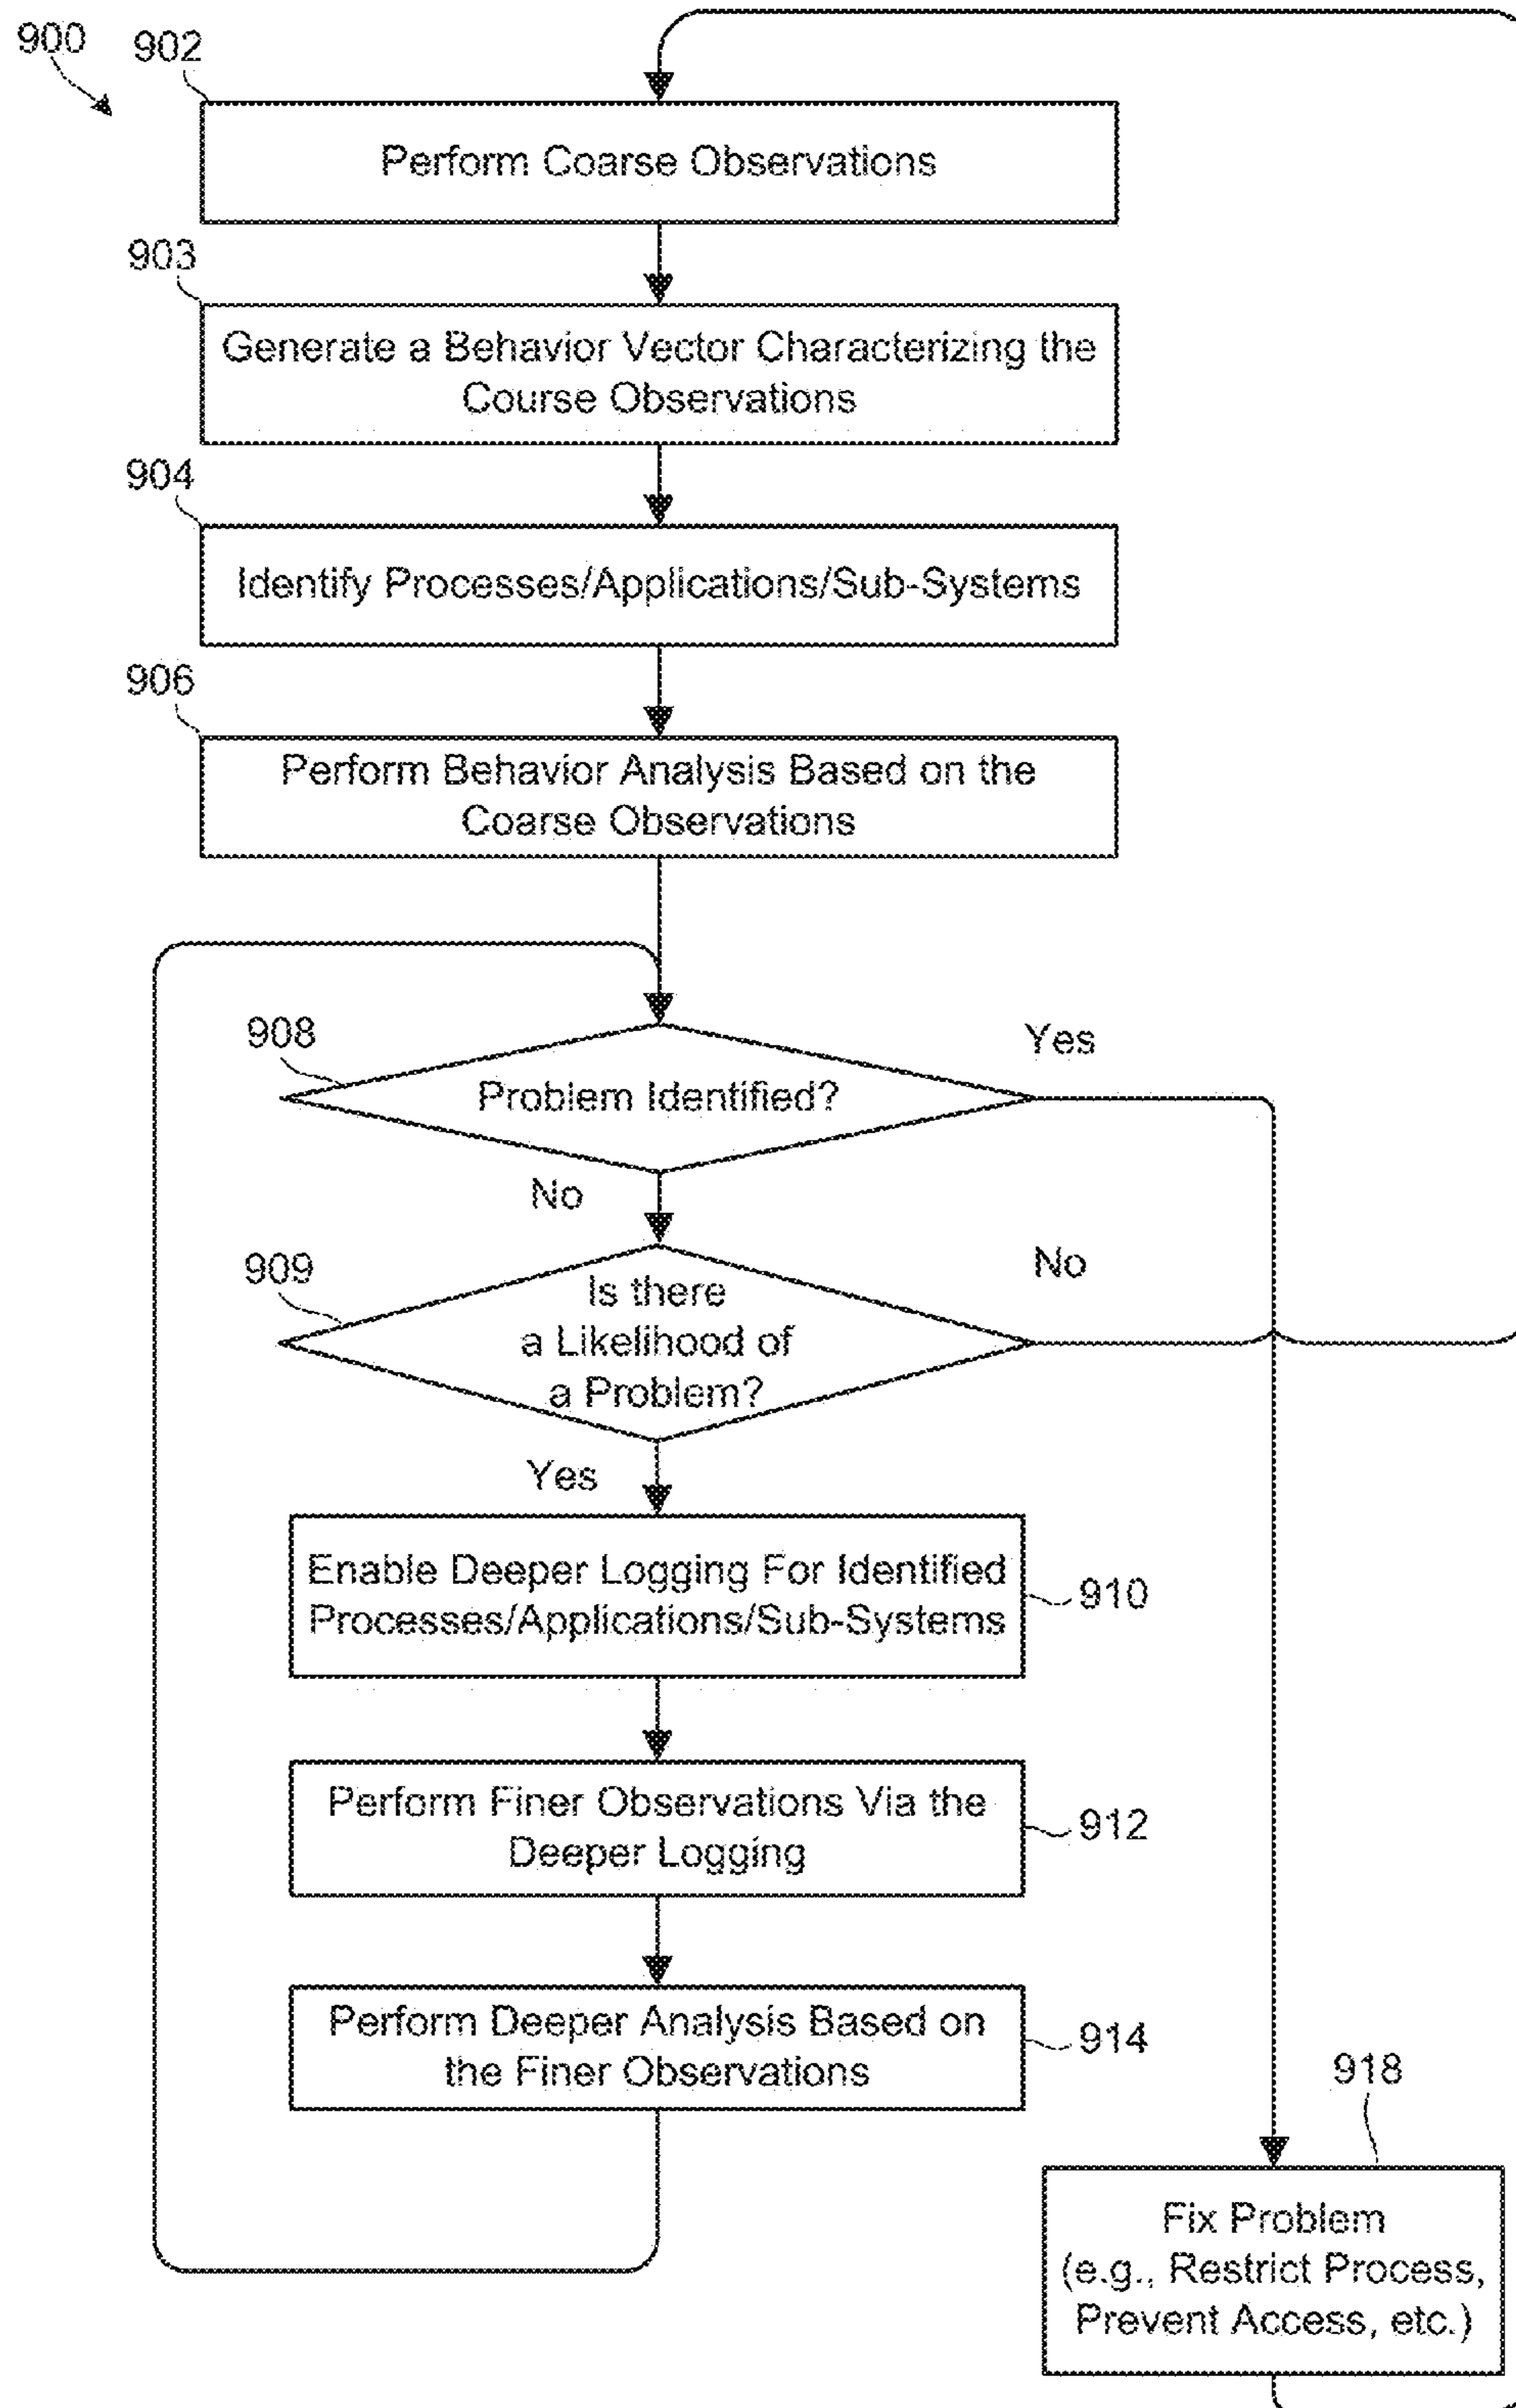 900
902
Perform Coarse Observations
903
Generate a Behavior Vector Characterizing the
Course Observations
904
Identify Processes/Applications/Sub-Systems
906
Perform Behavior Analysis Based on the
Coarse Observations
908
Problem Identified?
Yes
No
909
Is there
a Likelihood of
a Problem?
No
Yes
Enable Deeper Logging For Identified
Processes/Applications/Sub-Systems
910
Perform Finer Observations Via the
Deeper Logging
912
Perform Deeper Analysis Based on
the Finer Observations
914
918
Fix Problem
(e.g., Restrict Process,
Prevent Access, etc.)